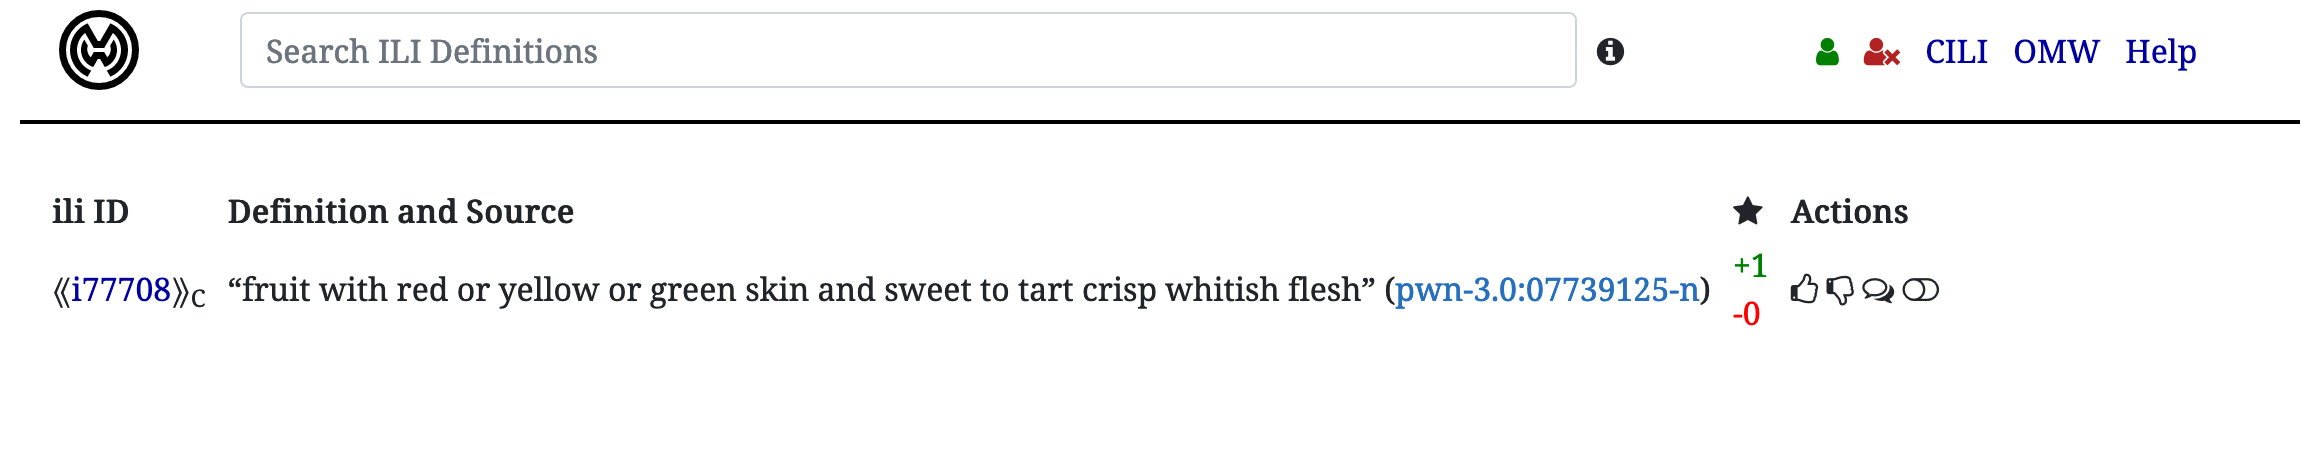 Search ILI Definitions CILI OMW Help
ili ID Definition and Source Actions
⟪i77708⟫C “fruit with red or yellow or green skin and sweet to tart crisp whitish flesh” (pwn-3.0:07739125-n) +1
-0